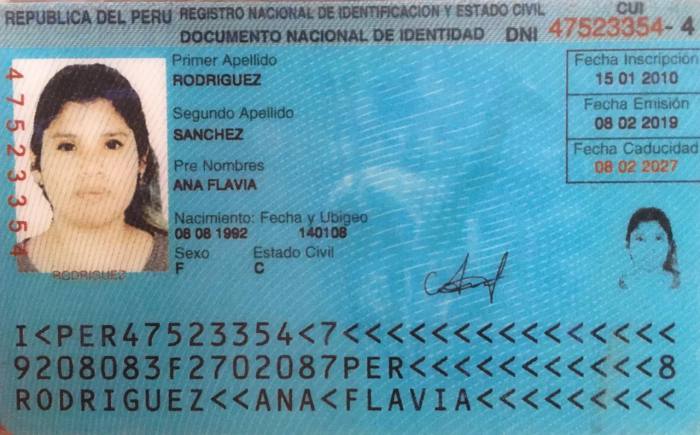 REPUBLICA DEL PERU REGISTRO NACIONAL DE IDENTIFICACION Y ESTADO CIVIL
DOCUMENTO NACIONAL DE IDENTIDAD DNI
CUI
47523354 - 4
Primer Apellido
RODRIGUEZ
Segundo Apellido
SANCHEZ
Pre Nombres
ANA FLAVIA
Nacimiento: Fecha y Ubigeo
08 08 1992 140108
Sexo Estado Civil
F C
Fecha Inscripción
15 01 2010
Fecha Emisión
08 02 2019
Fecha Caducidad
08 02 2027
47523354
RODRIGUEZ
I<PER47523354<7<<<<<<<<<<<<<<<
9208083F2702087PER<<<<<<<<<<<8
RODRIGUEZ<<ANA<FLAVIA<<<<<<<<<